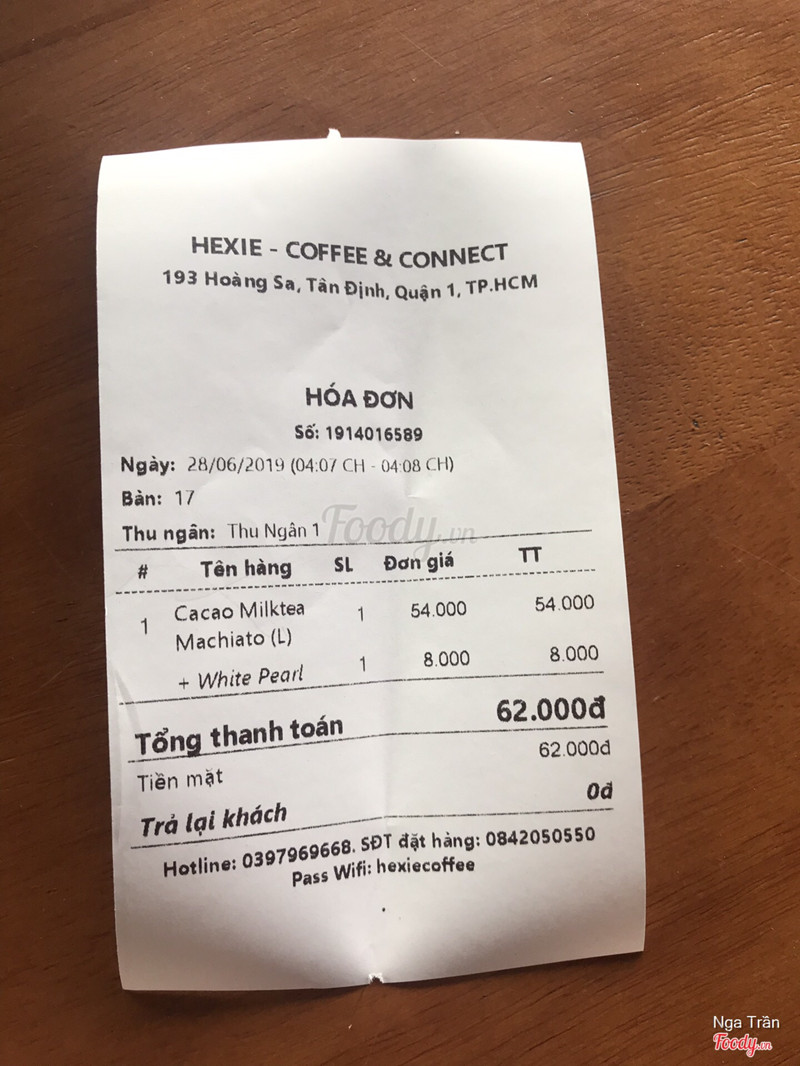 HEXIE - COFFEE & CONNECT
193 Hoàng Sa, Tân Định, Quận 1, TP.HCM
HÓA ĐƠN
Số: 1914016589
Ngày: 28/06/2019 (04:07 CH - 04:08 CH)
Bàn: 17
Thu ngân: Thu Ngân 1
Foody.vn
# Tên hàng SL Đơn giá TT
1 Cacao Milktea 1 54.000 54.000
Machiato (L)
+ White Pearl 1 8.000 8.000
Tổng thanh toán 62.000đ
Tiền mặt 62.000đ
Trả lại khách 0đ
Hotline: 0397969668. SĐT đặt hàng: 0842050550
Pass Wifi: hexiecoffee
Nga Trần
Foody.vn